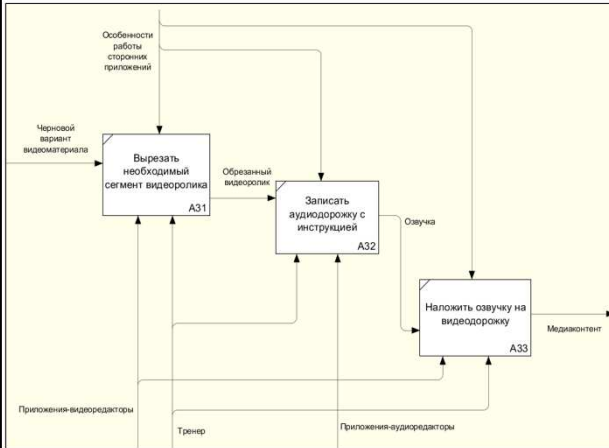 Особенности
работы
сторонних
приложений
Черновой
вариант
видеоматериала
Вырезать
необходимый
сегмент видеоролика
A31
Обрезанный
видеоролик
Записать
аудиодорожку с
инструкцией
A32
Озвучка
Наложить озвучку на
видеодорожку
A33
Медиаконтент
Приложения-видеоредакторы
Тренер
Приложения-аудиоредакторы